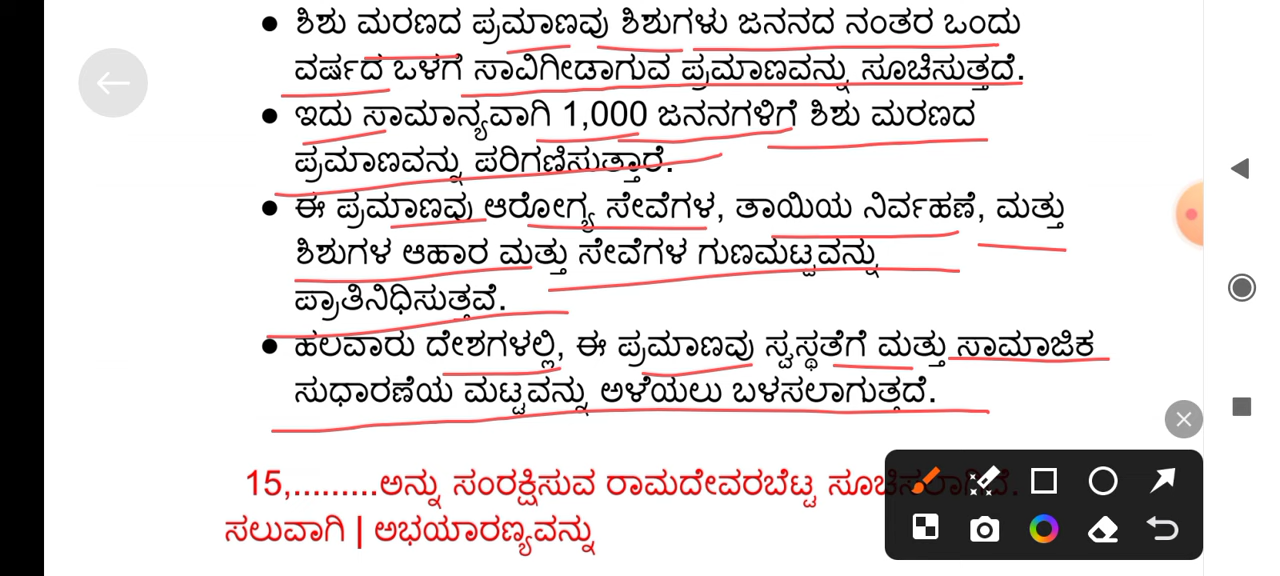 ● ಶಿಶು ಮರಣದ ಪ್ರಮಾಣವು ಶಿಶುಗಳು ಜನನದ ನಂತರ ಒಂದು
ವರ್ಷದ ಒಳಗೆ ಸಾವಿಗೀಡಾಗುವ ಪ್ರಮಾಣವನ್ನು ಸೂಚಿಸುತ್ತದೆ.
● ಇದು ಸಾಮಾನ್ಯವಾಗಿ 1,000 ಜನನಗಳಿಗೆ ಶಿಶು ಮರಣದ
ಪ್ರಮಾಣವನ್ನು ಪರಿಗಣಿಸುತ್ತಾರೆ.
● ಈ ಪ್ರಮಾಣವು ಆರೋಗ್ಯ ಸೇವೆಗಳ, ತಾಯಿಯ ನಿರ್ವಹಣೆ, ಮತ್ತು
ಶಿಶುಗಳ ಆಹಾರ ಮತ್ತು ಸೇವೆಗಳ ಗುಣಮಟ್ಟವನ್ನು
ಪ್ರಾತಿನಿಧಿಸುತ್ತವೆ.
● ಹಲವಾರು ದೇಶಗಳಲ್ಲಿ, ಈ ಪ್ರಮಾಣವು ಸ್ವಸ್ಥತೆಗೆ ಮತ್ತು ಸಾಮಾಜಿಕ
ಸುಧಾರಣೆಯ ಮಟ್ಟವನ್ನು ಅಳೆಯಲು ಬಳಸಲಾಗುತ್ತದೆ.
15,.........ಅನ್ನು ಸಂರಕ್ಷಿಸುವ ರಾಮದೇವರಬೆಟ್ಟ
ಸಲುವಾಗಿ | ಅಭಯಾರಣ್ಯವನ್ನು